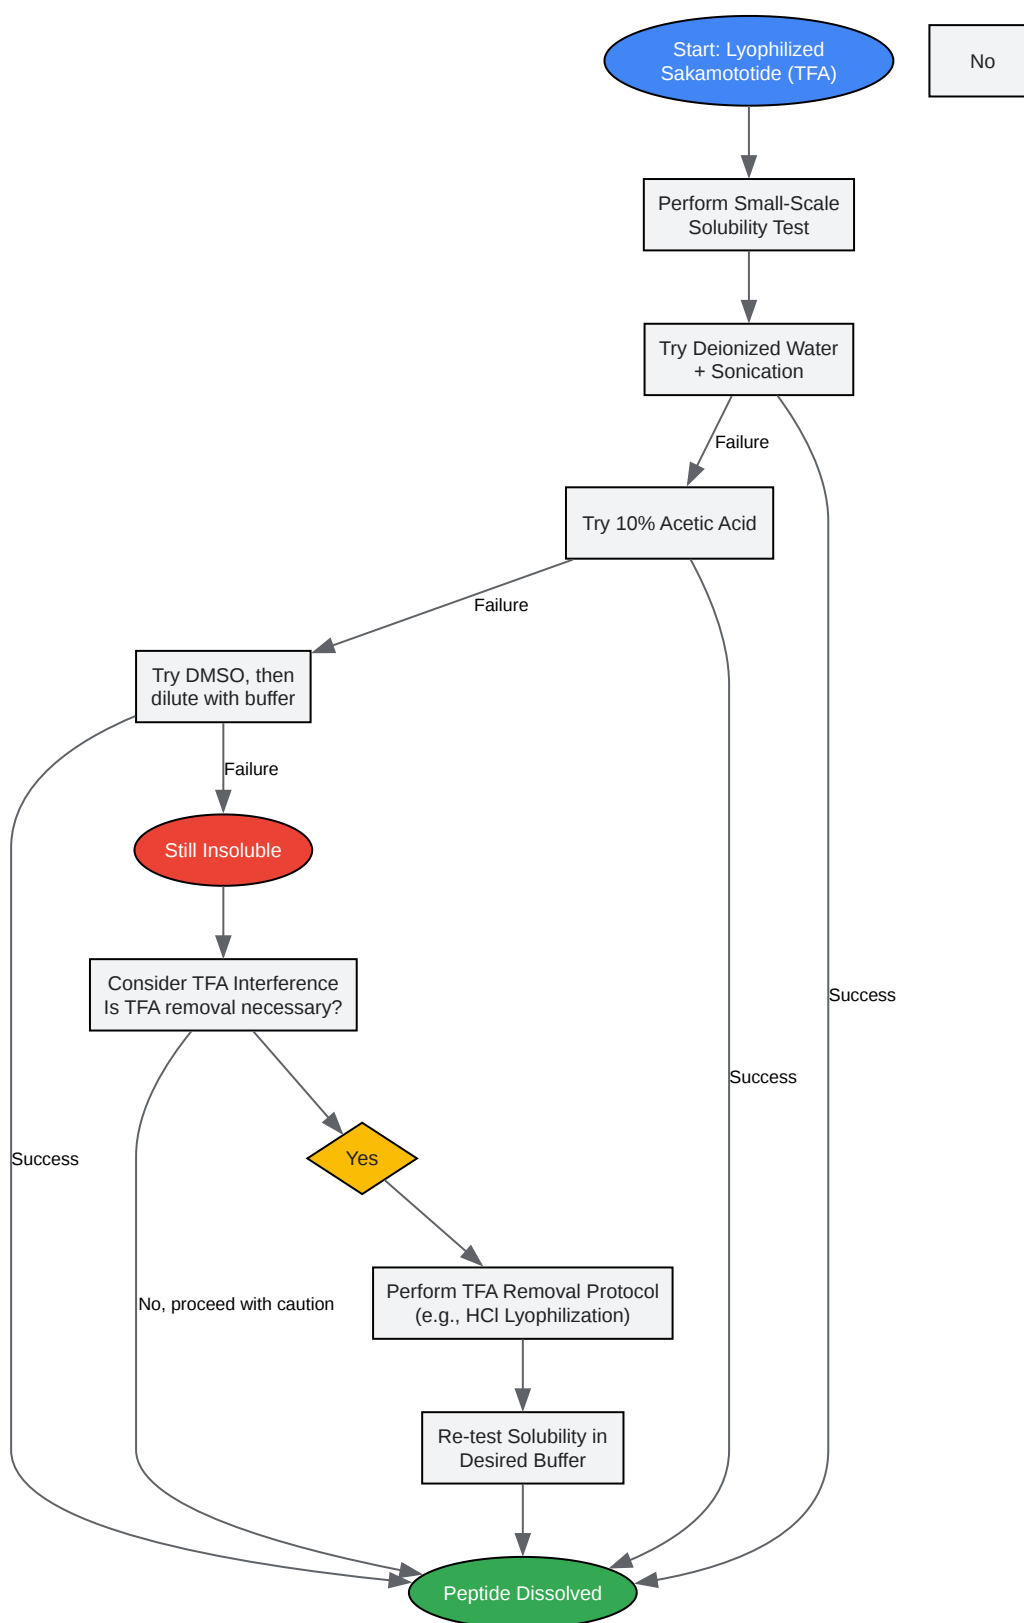 Start: Lyophilized
Sakamototide (TFA)
No
Perform Small-Scale
Solubility Test
Try Deionized Water
+ Sonication
Failure
Try 10% Acetic Acid
Failure
Try DMSO, then
dilute with buffer
Failure
Still Insoluble
Consider TFA Interference
Is TFA removal necessary?
Success
Success
Yes
Success
No, proceed with caution
Perform TFA Removal Protocol
(e.g., HCl Lyophilization)
Re-test Solubility in
Desired Buffer
Peptide Dissolved